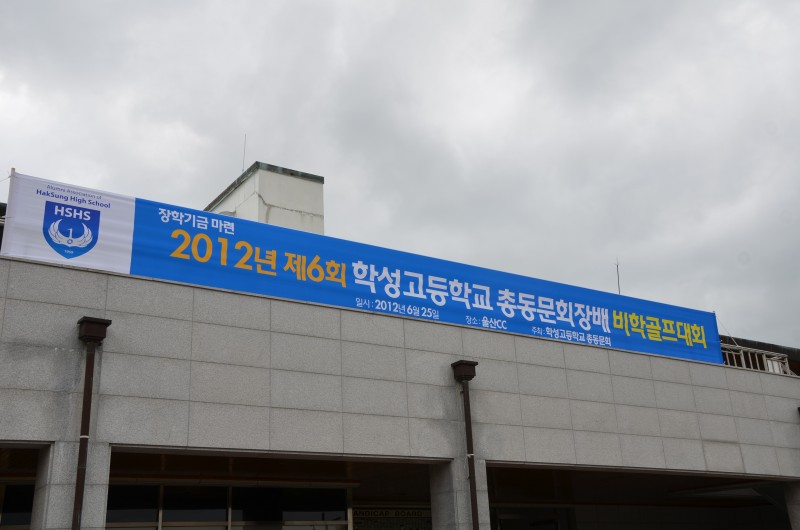 Alumni Association of
HakSung High School
HSHS
장학기금 마련
2012년 제6회 학성고등학교 총동문회장배 비학골프대회
일시 : 2012년 6월 25일 장소 : 울산CC 주최 : 학성고등학교 총동문회